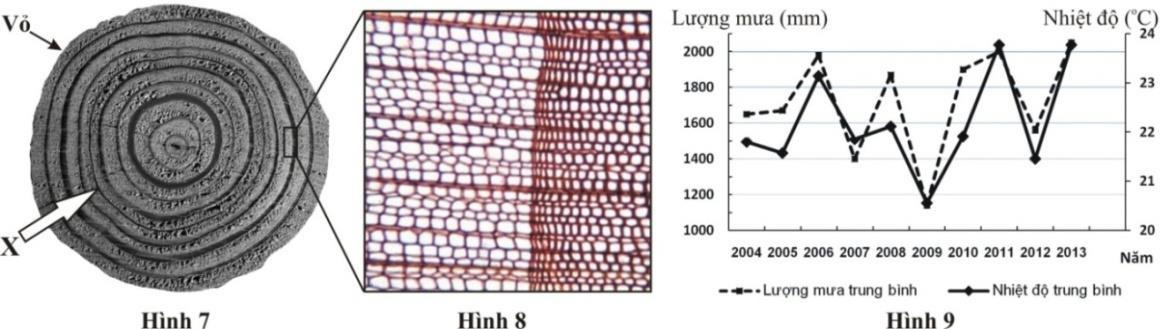 Vỏ
X
Hình 7
Hình 8
Lượng mưa (mm)
Nhiệt độ (°C)
2000
1800
1600
1400
1200
1000
24
23
22
21
20
2004 2005 2006 2007 2008 2009 2010 2011 2012 2013 Năm
Lượng mưa trung bình
Nhiệt độ trung bình
Hình 9